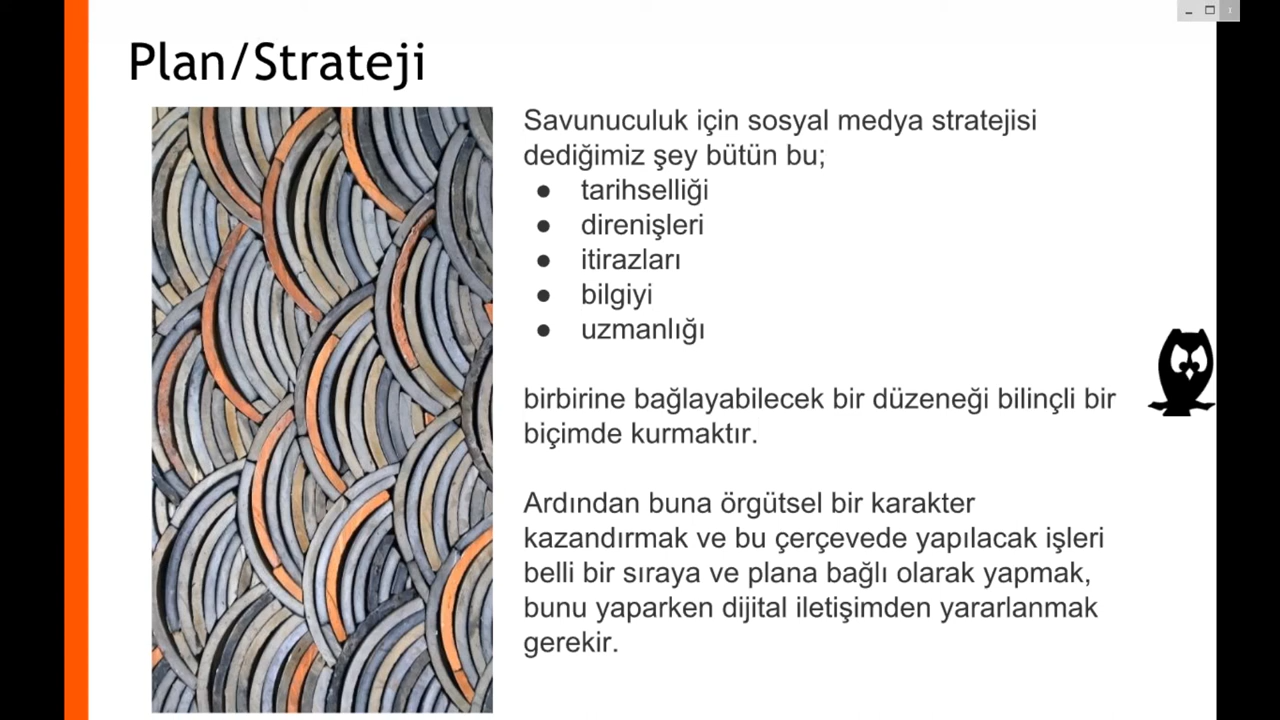 Plan/Strateji
Savunuculuk için sosyal medya stratejisi
dediğimiz şey bütün bu;
● tarihselliği
● direnişleri
● itirazları
● bilgiyi
● uzmanlığı
birbirine bağlayabilecek bir düzeneği bilinçli bir
biçimde kurmaktır.
Ardından buna örgütsel bir karakter
kazandırmak ve bu çerçevede yapılacak işleri
belli bir sıraya ve plana bağlı olarak yapmak,
bunu yaparken dijital iletişimden yararlanmak
gerekir.